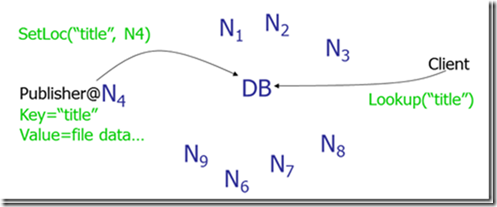 SetLoc("title", N4)
N1
N2
N3
Client
Publisher@N4
DB
Key="title"
Lookup("title")
Value=file data...
N9
N6
N7
N8